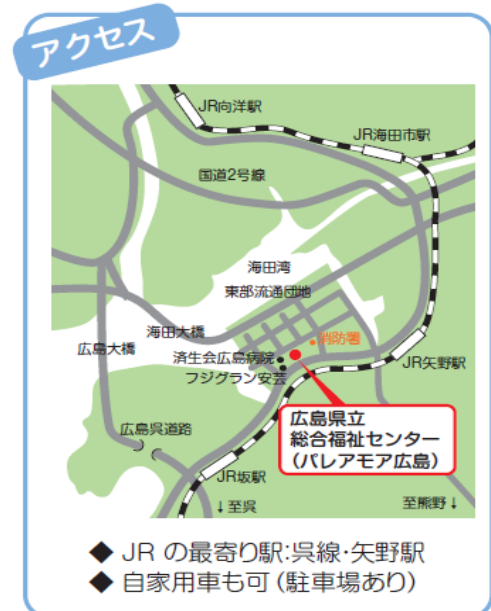 アクセス
JR向洋駅
JR海田市駅
国道2号線
海田湾
東部流通団地
海田大橋
消防署
広島大橋
済生会広島病院
フジグラン安芸
JR矢野駅
広島県立
総合福祉センター
(パレアモア広島)
広島呉道路
JR坂駅
↓至呉
至熊野↓
◆ JR の最寄り駅:呉線・矢野駅
◆ 自家用車も可(駐車場あり)